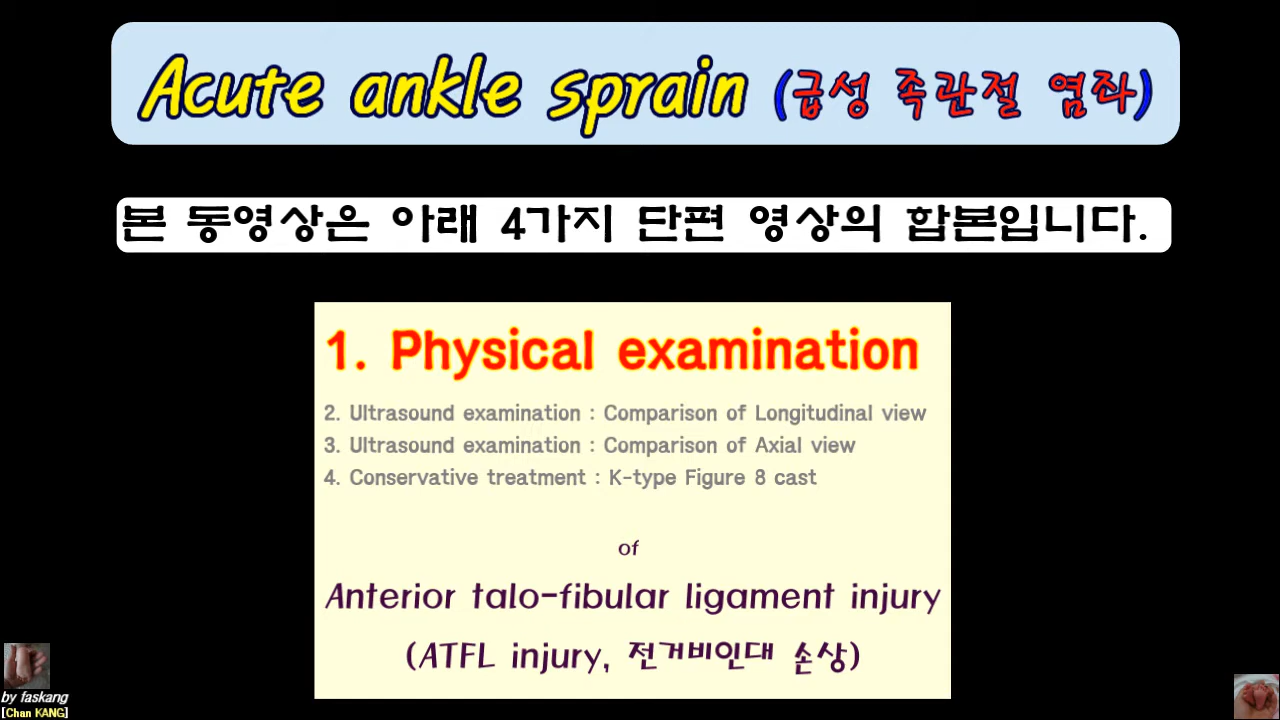 Acute ankle sprain (급성 족관절 염좌)
본 동영상은 아래 4가지 단편 영상의 합본입니다.
1. Physical examination
2. Ultrasound examination : Comparison of Longitudinal view
3. Ultrasound examination : Comparison of Axial view
4. Conservative treatment : K-type Figure 8 cast
of
Anterior talo-fibular ligament injury
(ATFL injury, 전거비인대 손상)
by faskang
[Chan KANG]